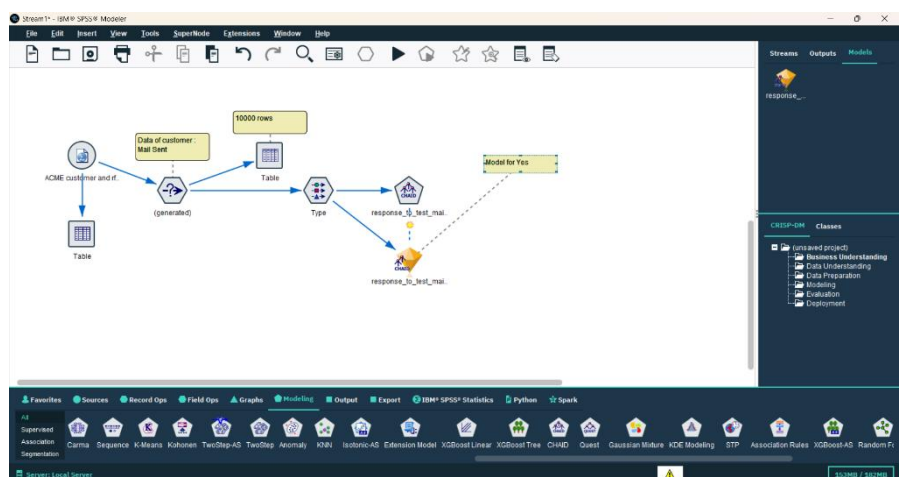 Stream1* - IBM® SPSS® Modeler
File Edit Insert View Tools SuperNode Extensions Window Help
Streams Outputs Models
response_...
10000 rows
Data of customer :
Mail Sent
Model for Yes
ACME customer and rf..
(generated)
Table
Type
CHAID
response_to_test_mai..
Table
CHAID
response_to_test_mai..
CRISP-DM Classes
(unsaved project)
Business Understanding
Data Understanding
Data Preparation
Modeling
Evaluation
Deployment
Favorites Sources Record Ops Field Ops Graphs Modeling Output Export IBM® SPSS® Statistics Python Spark
All
Supervised
Association
Segmentation
Carma Sequence K-Means Kohonen TwoStep-AS TwoStep Anomaly KNN Isotonic-AS Extension Model XGBoost Linear XGBoost Tree CHAID Quest Gaussian Mixture KDE Modeling STP Association Rules XGBoost-AS Random Fo
Server: Local Server
153MB / 582MB